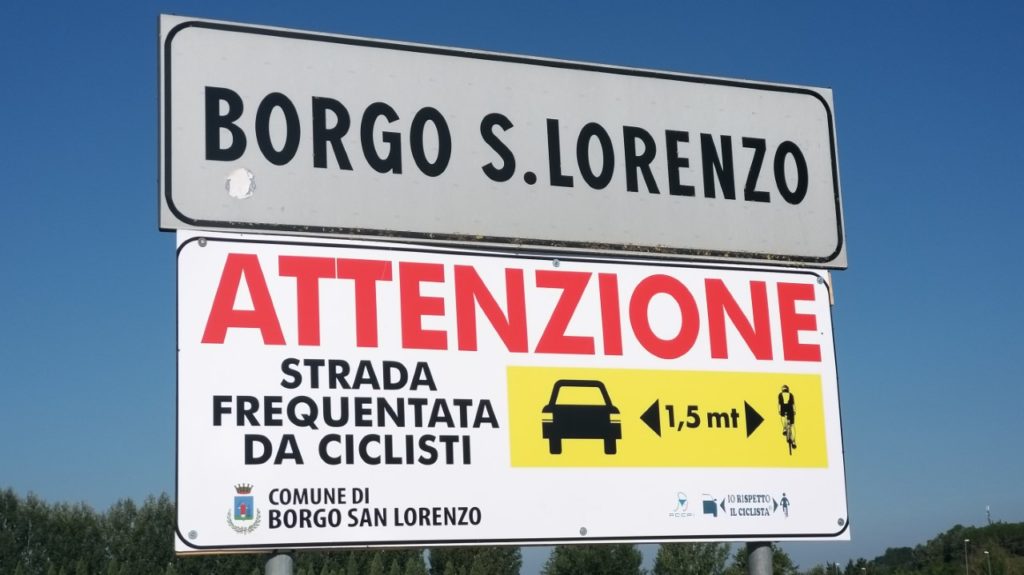 BORGO S.LORENZO
ATTENZIONE
STRADA
FREQUENTATA
DA CICLISTI
1,5 mt
COMUNE DI
BORGO SAN LORENZO
ACCPI
IO RISPETTO
IL CICLISTA